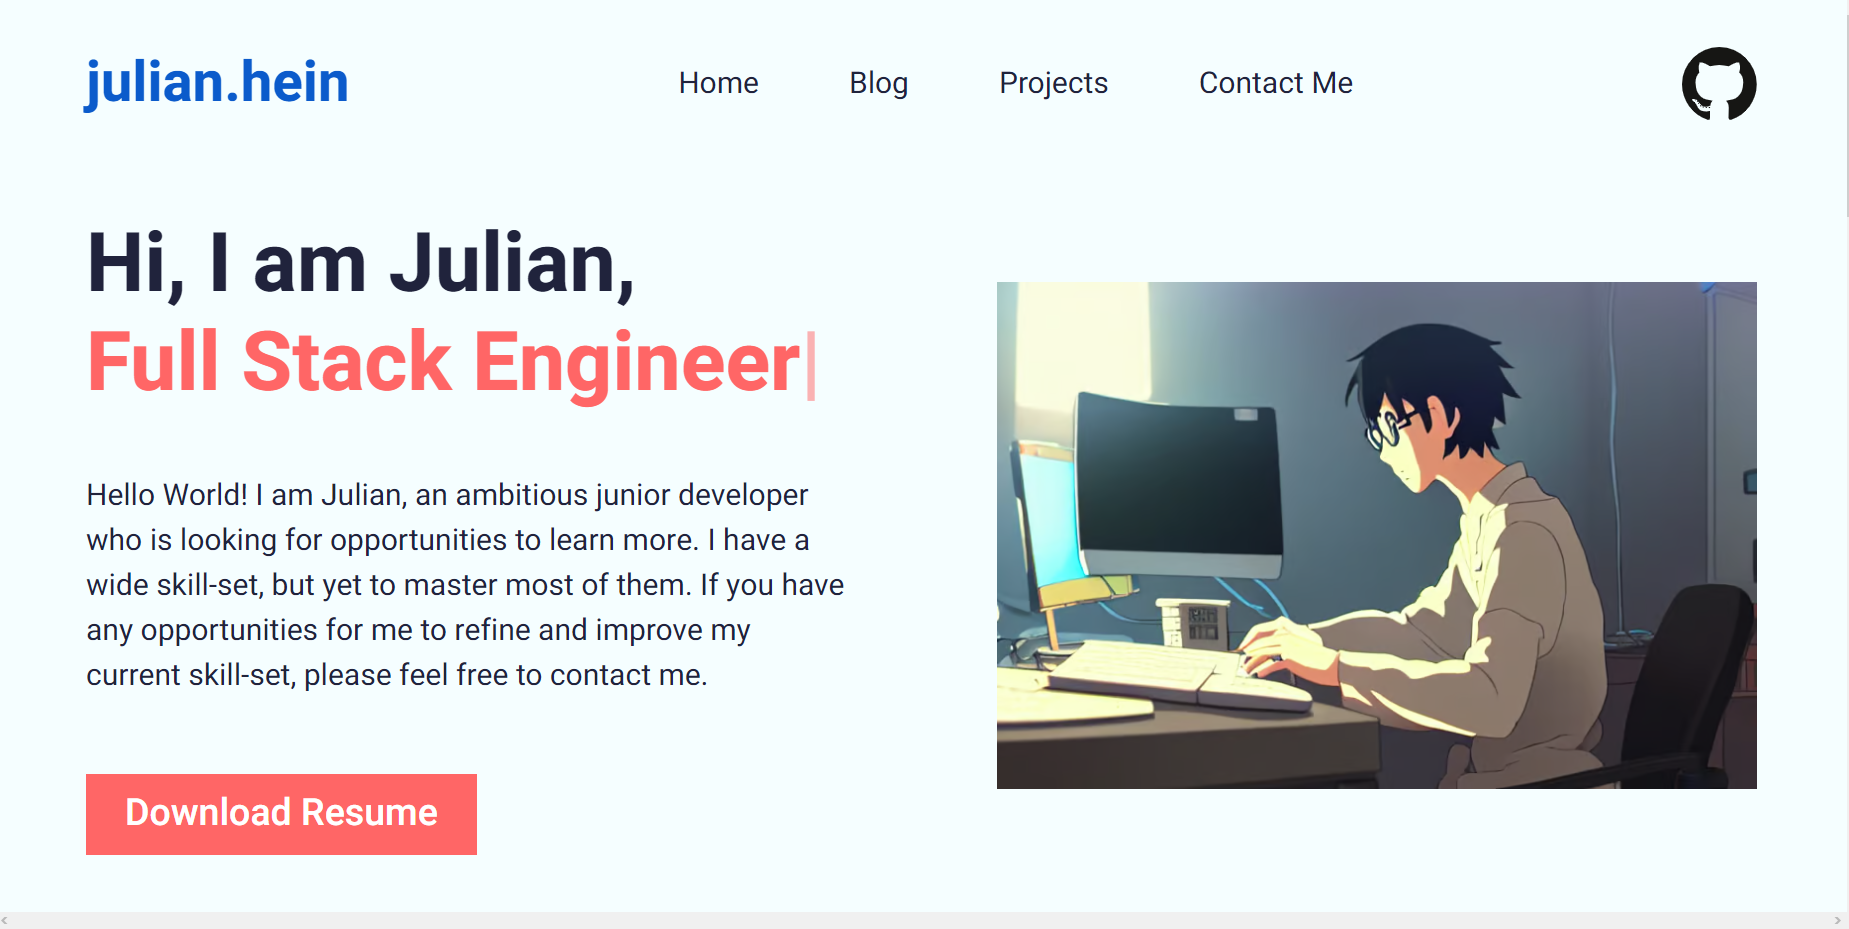 julian.hein
Home
Blog
Projects
Contact Me
Hi, I am Julian,
Full Stack Engineer|
Hello World! I am Julian, an ambitious junior developer
who is looking for opportunities to learn more. I have a
wide skill-set, but yet to master most of them. If you have
any opportunities for me to refine and improve my
current skill-set, please feel free to contact me.
Download Resume